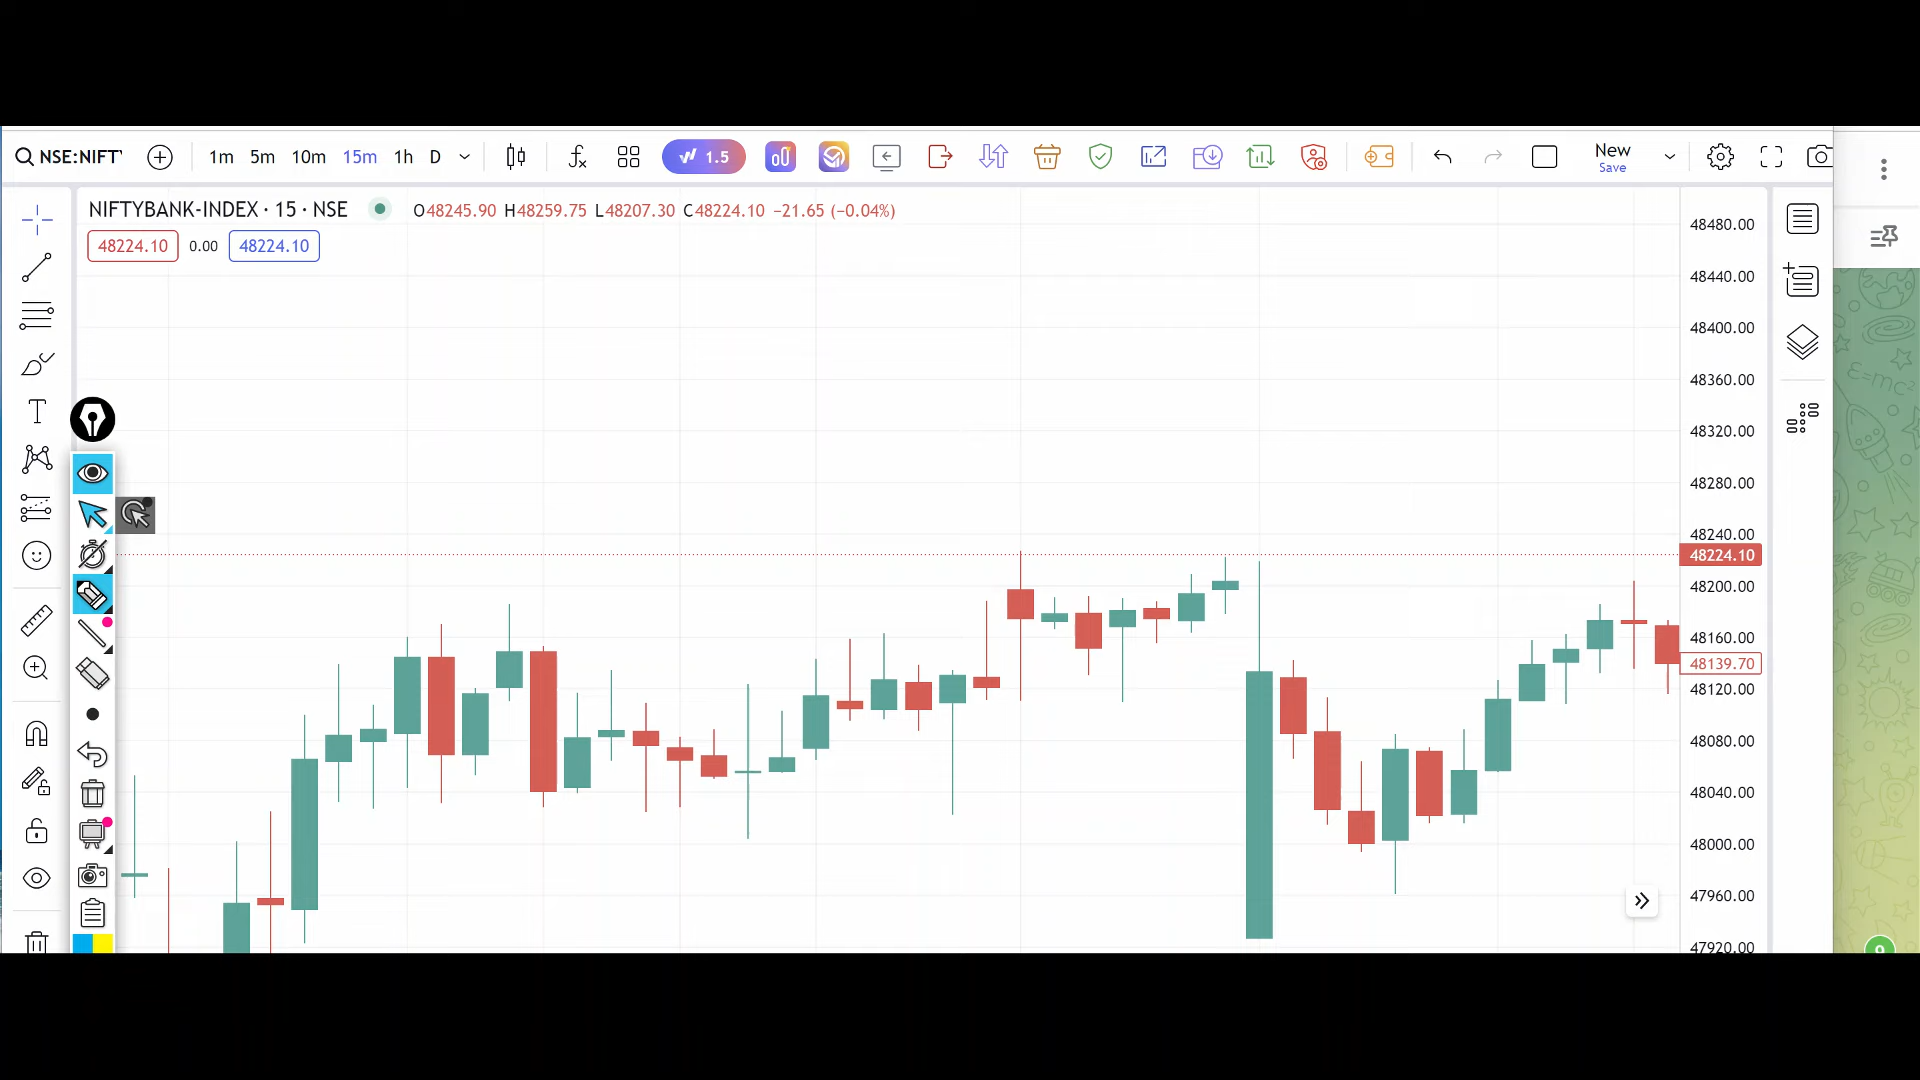 NSE:NIFT
1m 5m 10m 15m 1h D
1.5
New
Save
NIFTYBANK-INDEX · 15 · NSE
O48245.90 H48259.75 L48207.30 C48224.10 −21.65 (−0.04%)
48224.10 0.00 48224.10
48480.00
48440.00
48400.00
48360.00
48320.00
48280.00
48240.00
48224.10
48200.00
48160.00
48139.70
48120.00
48080.00
48040.00
48000.00
47960.00
47920.00
ε=mc²